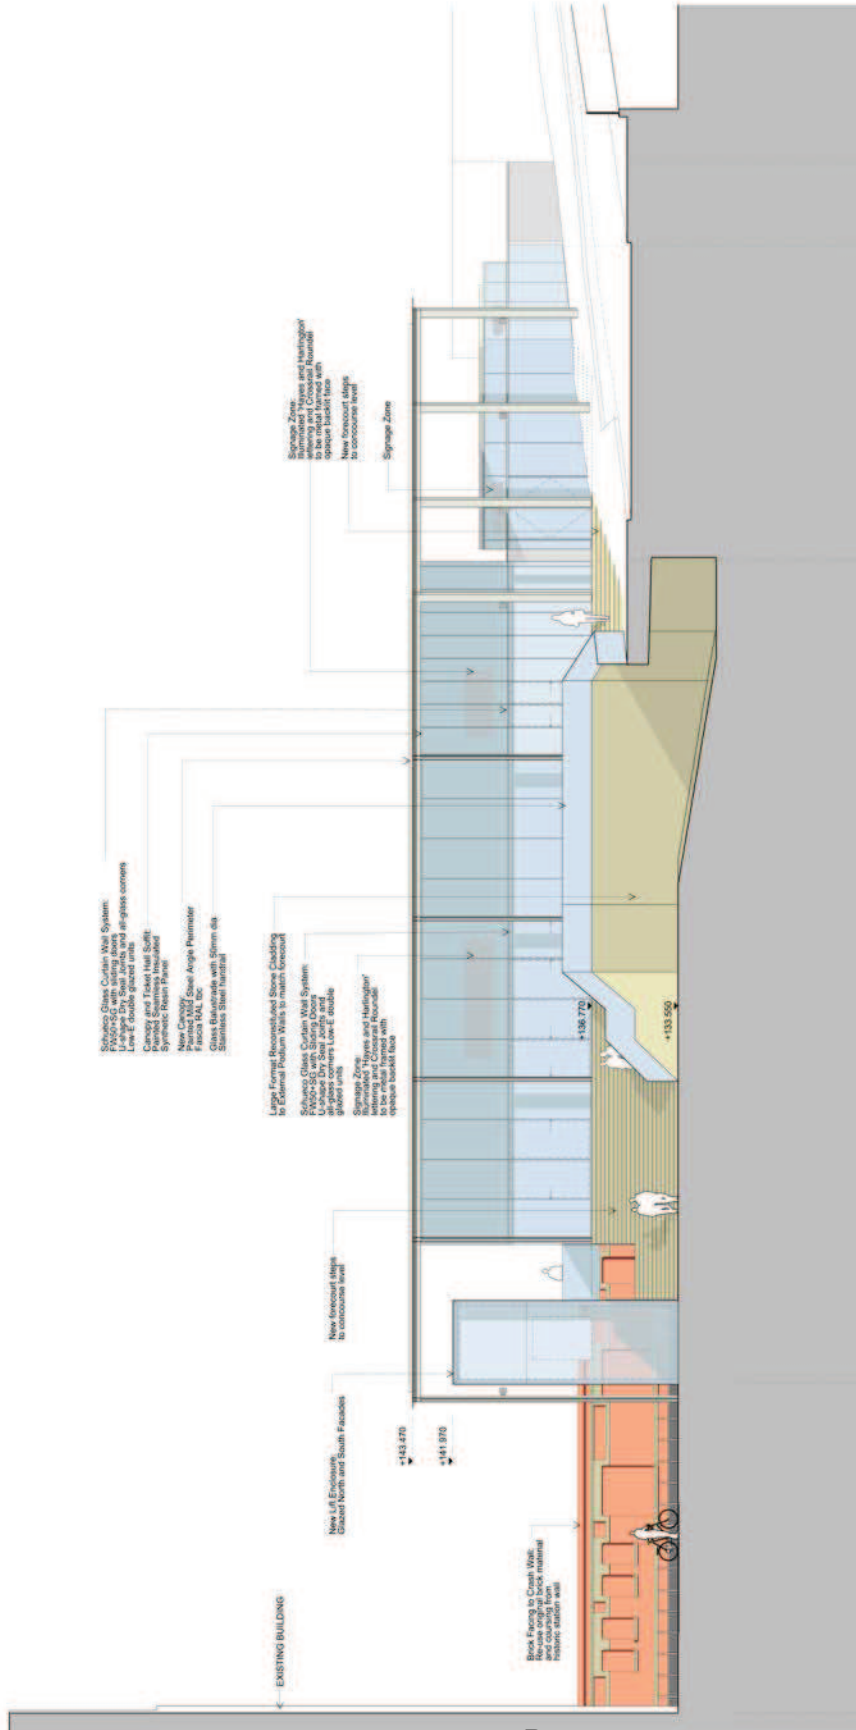 Schueco Glass Curtain Wall System:
FW50+SG with sliding doors
U-shape Dry Seal Joints and all-glass corners
Low-E double glazed units
Canopy and Ticket Hall Soffit:
Painted Seamless Insulated
Synthetic Resin Panel
New Canopy:
Painted Mild Steel Angle Perimeter
Fascia RAL tbc
Glass Balustrade with 50mm dia
Stainless Steel handrail
Large Format Reconstituted Stone Cladding
to External Podium Walls to match forecourt
Schueco Glass Curtain Wall System:
FW50+SG with Sliding Doors
U-shape Dry Seal Joints and
all-glass corners Low-E double
glazed units
Signage Zone:
Illuminated 'Hayes and Harlington'
lettering and Crossrail Roundel
to be metal framed with
opaque backlit face
Signage Zone:
Illuminated 'Hayes and Harlington'
lettering and Crossrail Roundel
to be metal framed with
opaque backlit face
New forecourt steps
to concourse level
Signage Zone
New forecourt steps
to concourse level
New Lift Enclosure:
Glazed North and South Facades
+143.470
+141.970
+136.770
+133.550
EXISTING BUILDING
Brick Facing to Crash Wall:
Re-use original brick material
and coursing from
historic station wall